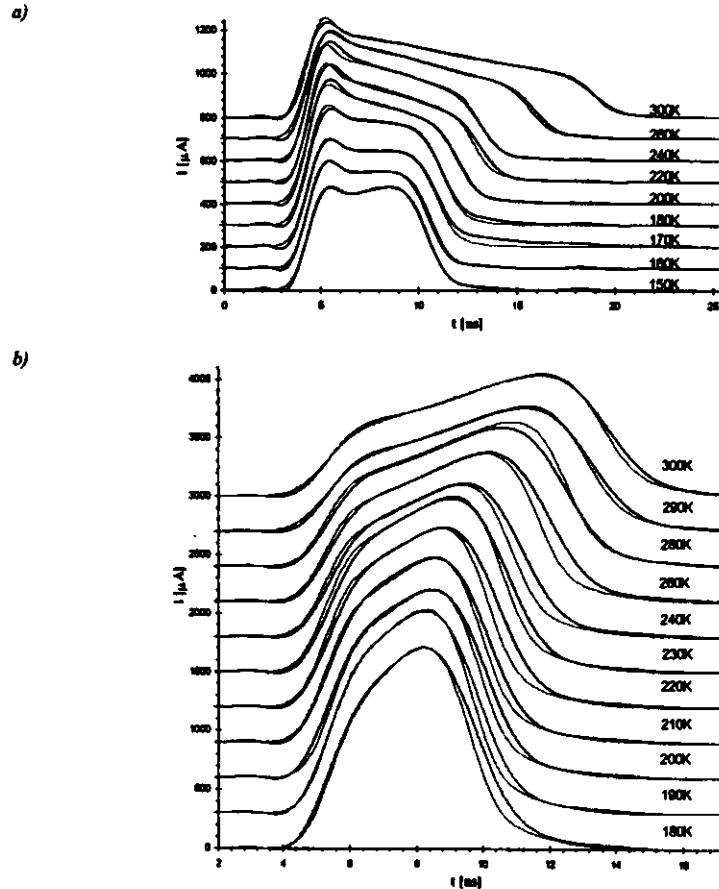 a)
1200
1000
800
600
400
200
0
I [μA]
300K
260K
240K
220K
200K
180K
170K
160K
150K
0 5 10 15 20 25
t [ns]
b)
4000
3500
3000
2500
2000
1500
1000
500
0
I [μA]
300K
290K
280K
260K
240K
230K
220K
210K
200K
190K
180K
2 4 6 8 10 12 14 16
t [ns]